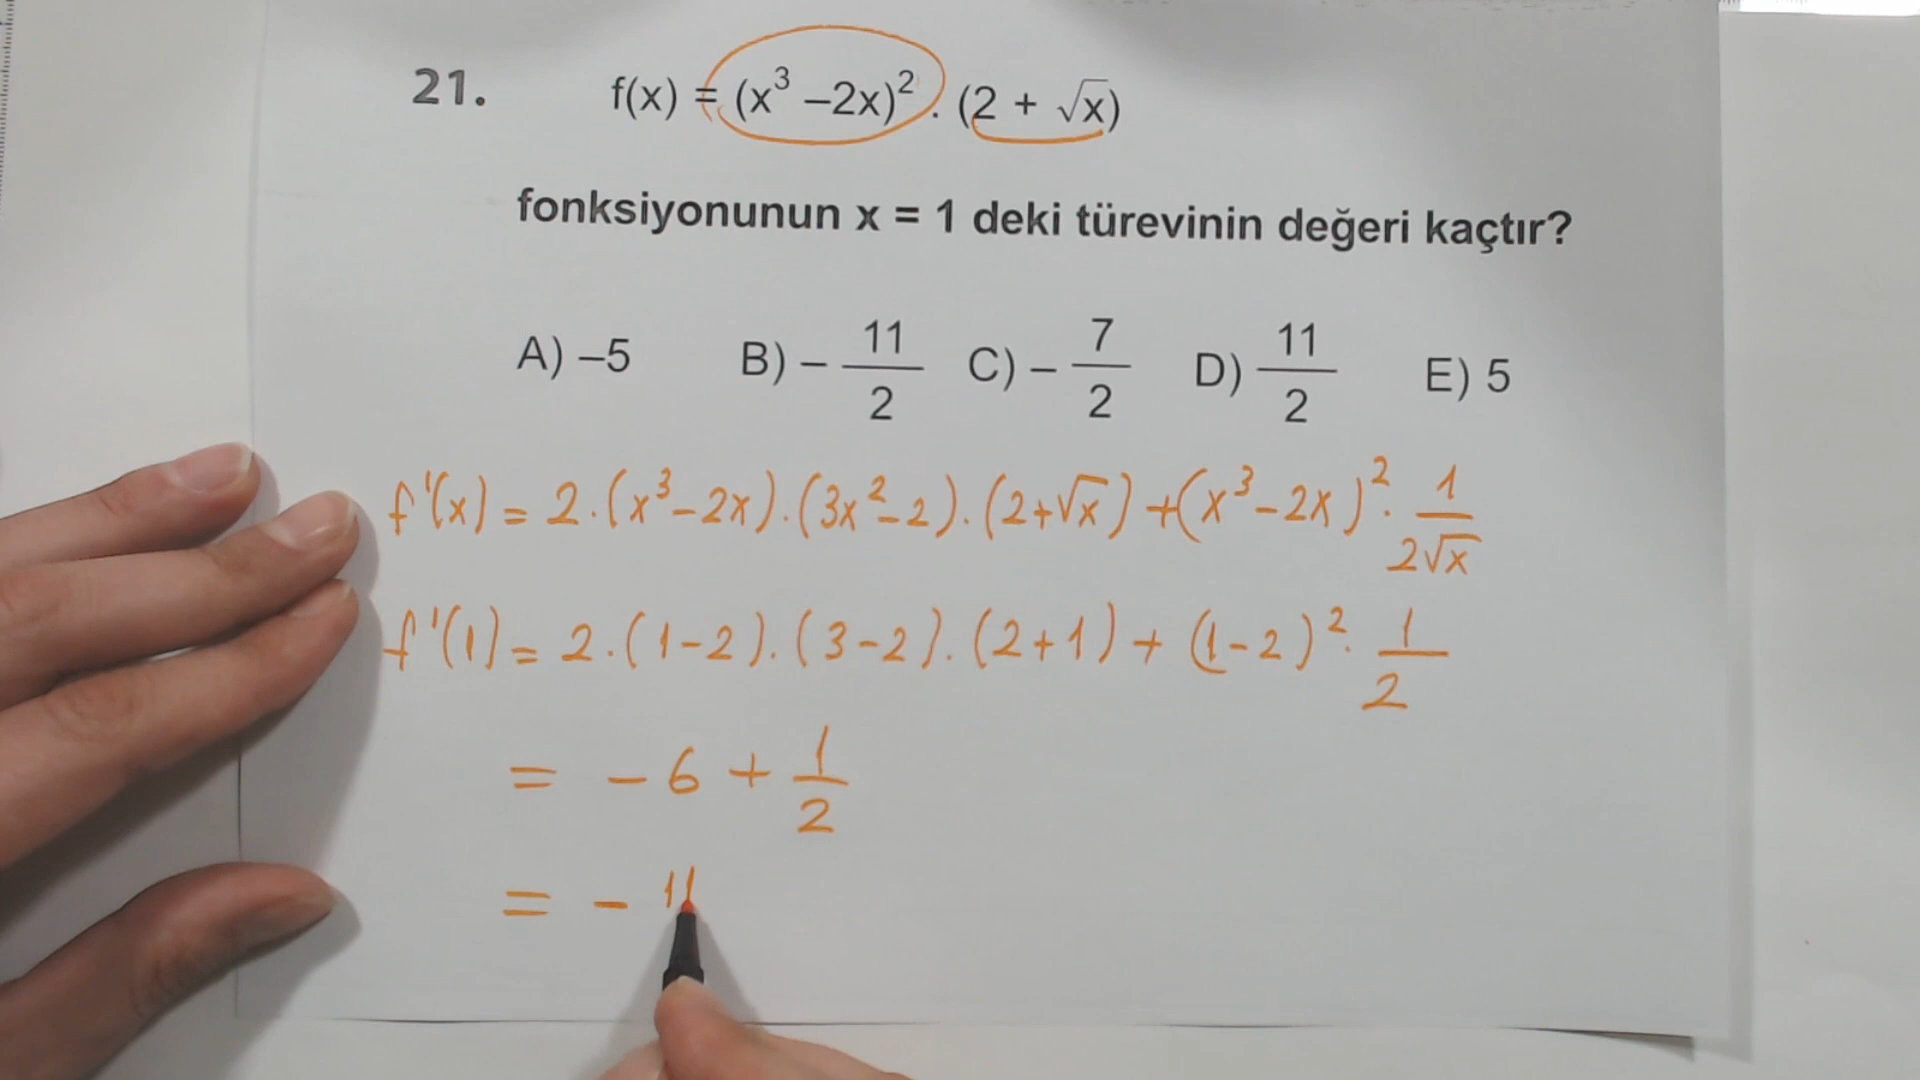 21. f(x) = (x³ –2x)² . (2 + √x)
fonksiyonunun x = 1 deki türevinin değeri kaçtır?
A) –5 B) – 11/2 C) – 7/2 D) 11/2 E) 5
f'(x) = 2.(x³–2x).(3x²–2).(2+√x)+(x³–2x)². 1/2√x
f'(1) = 2.(1–2).(3–2).(2+1)+(1–2)². 1/2
= – 6 + 1/2
= – 11